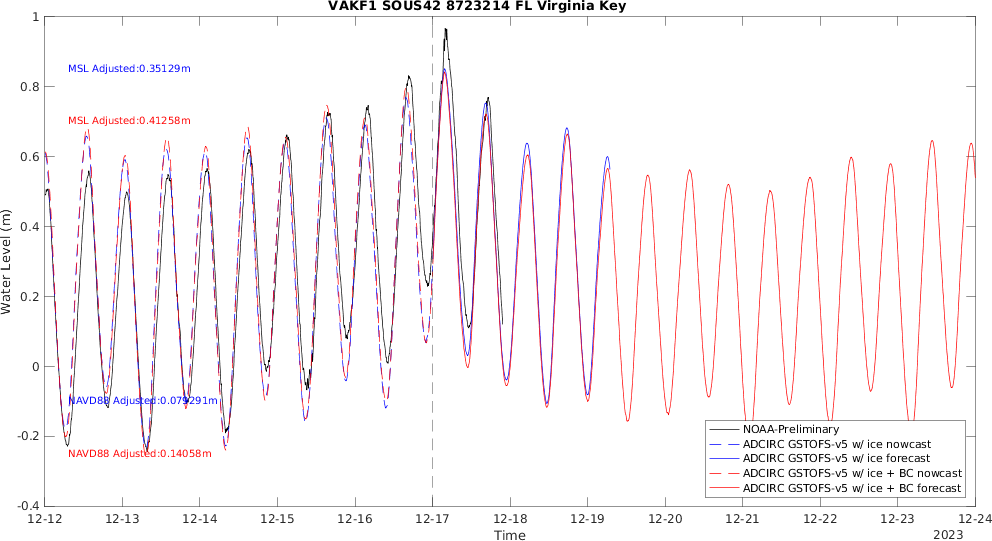 VAKF1 SOUS42 8723214 FL Virginia Key
1
0.8
0.6
0.4
0.2
0
-0.2
-0.4
Water Level (m)
MSL Adjusted:0.35129m
MSL Adjusted:0.41258m
NAVD88 Adjusted:0.079291m
NAVD88 Adjusted:0.14058m
NOAA-Preliminary
ADCIRC GSTOFS-v5 w/ ice nowcast
ADCIRC GSTOFS-v5 w/ ice forecast
ADCIRC GSTOFS-v5 w/ ice + BC nowcast
ADCIRC GSTOFS-v5 w/ ice + BC forecast
12-12 12-13 12-14 12-15 12-16 12-17 12-18 12-19 12-20 12-21 12-22 12-23 12-24
Time
2023